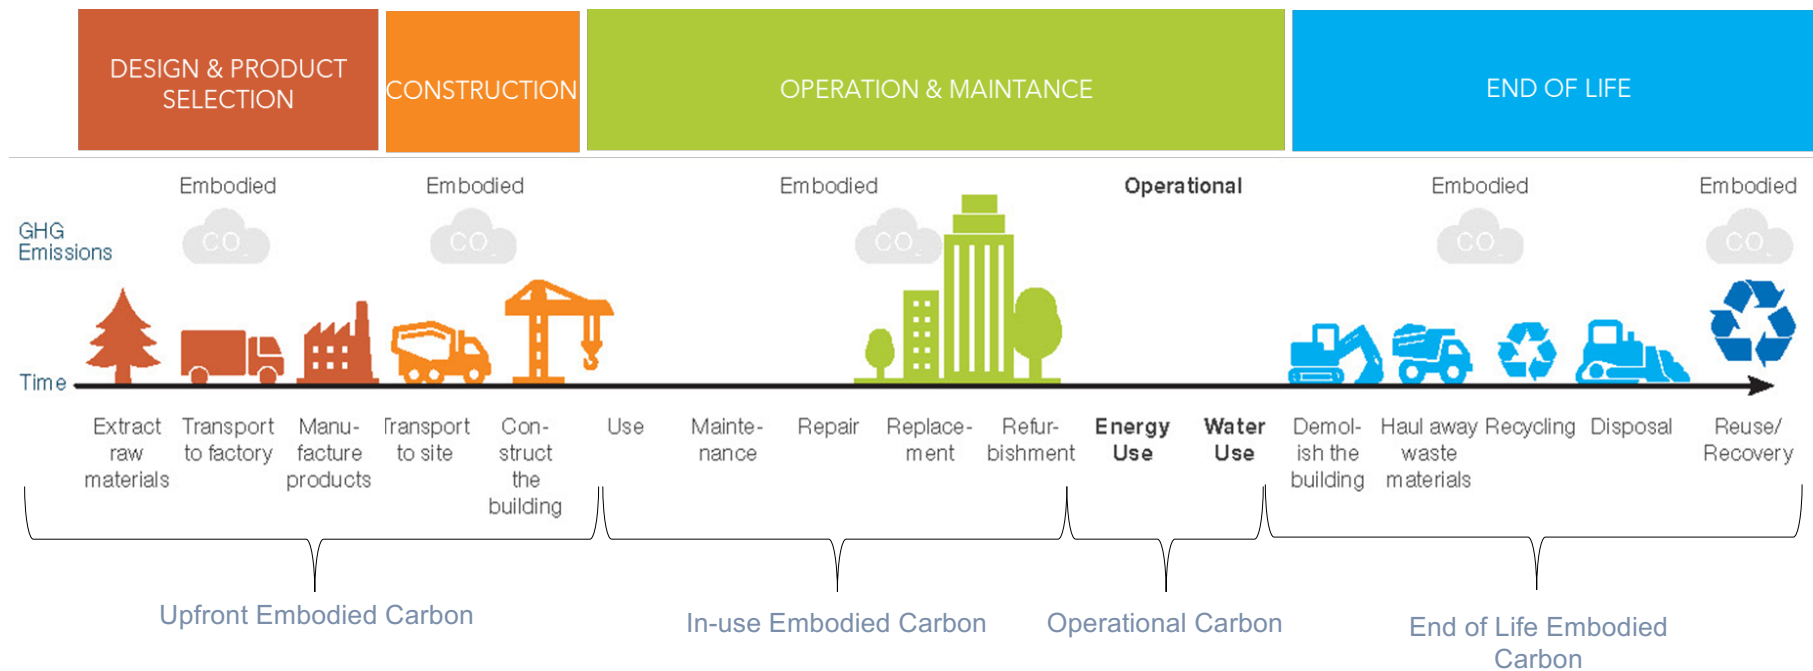 DESIGN & PRODUCT
SELECTION
CONSTRUCTION
OPERATION & MAINTANCE
END OF LIFE
Embodied
Embodied
Embodied
Operational
Embodied
Embodied
GHG
Emissions
CO
CO
CO
CO
CO
Time
Extract
raw
materials
Transport
to factory
Manu-
facture
products
Transport
to site
Con-
struct
the
building
Use
Mainte-
nance
Repair
Replace-
ment
Refur-
bishment
Energy
Use
Water
Use
Demol-
ish the
building
Haul away
waste
materials
Recycling
Disposal
Reuse/
Recovery
Upfront Embodied Carbon
In-use Embodied Carbon
Operational Carbon
End of Life Embodied
Carbon